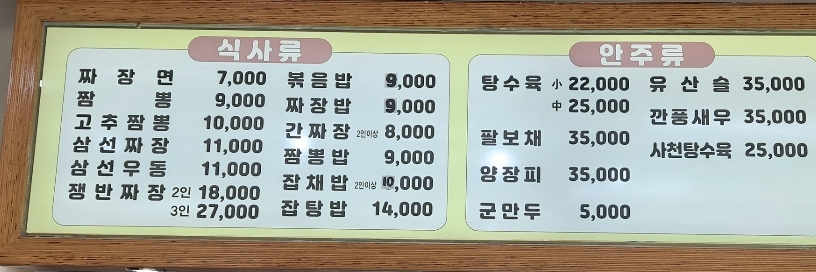 식사류
짜장면 7,000
짬뽕 9,000
고추짬뽕 10,000
삼선짜장 11,000
삼선우동 11,000
쟁반짜장 2인 18,000
3인 27,000
볶음밥 9,000
짜장밥 9,000
간짜장 2인이상 8,000
짬뽕밥 9,000
잡채밥 2인이상 10,000
잡탕밥 14,000
안주류
탕수육 小 22,000
中 25,000
팔보채 35,000
양장피 35,000
군만두 5,000
유산슬 35,000
깐풍새우 35,000
사천탕수육 25,000